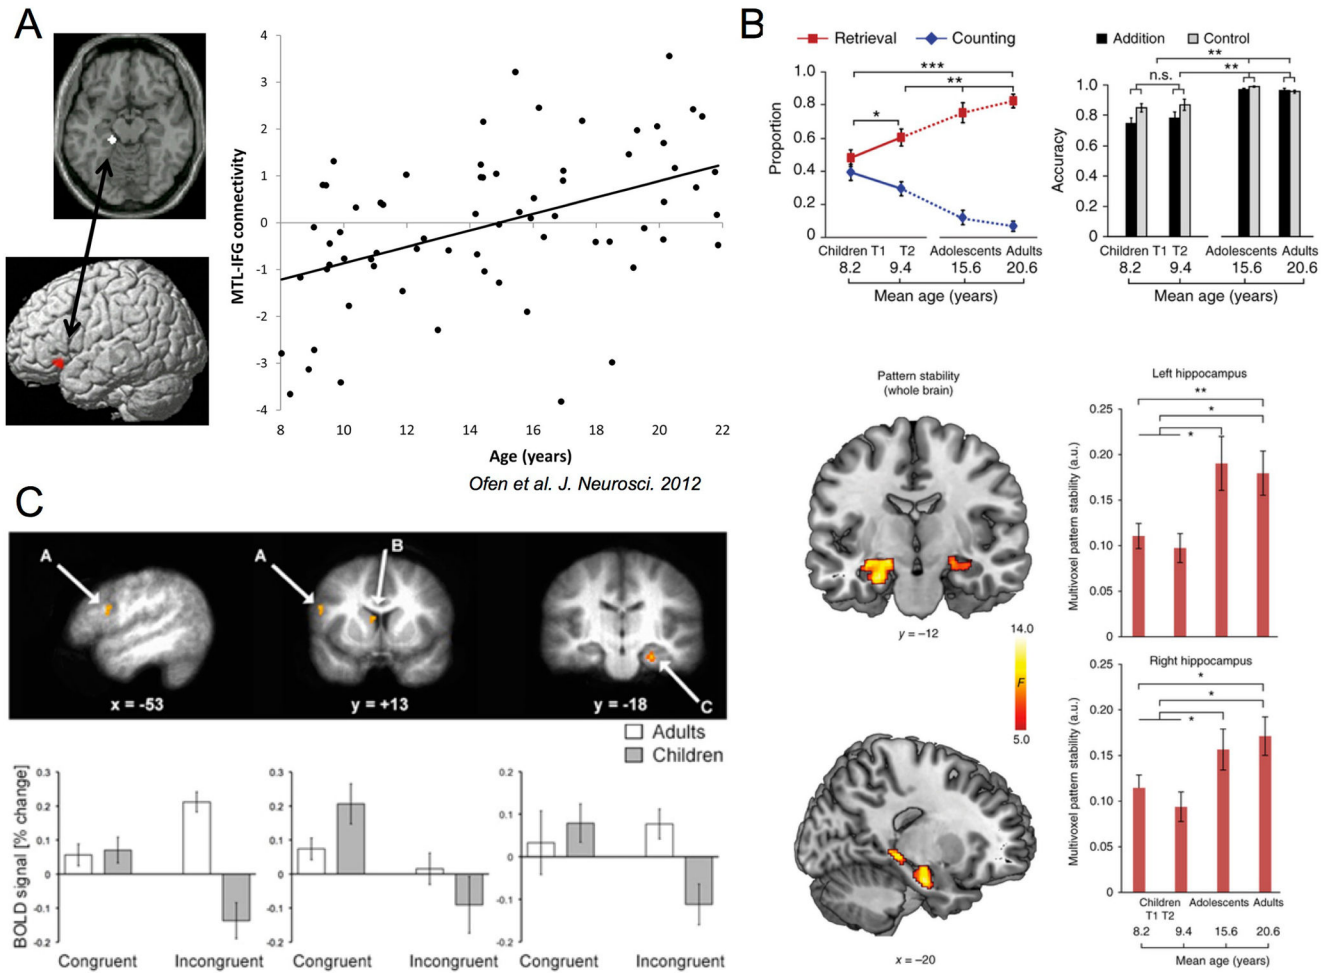 A
4
3
2
1
0
-1
-2
-3
-4
MTL-IFG connectivity
8 10 12 14 16 18 20 22
Age (years)
Ofen et al. J. Neurosci. 2012
B
Retrieval Counting
***
**
*
1.0
0.8
0.6
0.4
0.2
0
Proportion
Children T1 T2 Adolescents Adults
8.2 9.4 15.6 20.6
Mean age (years)
Addition Control
**
**
n.s.
1.0
0.8
0.6
0.4
0.2
0
Accuracy
Children T1 T2 Adolescents Adults
8.2 9.4 15.6 20.6
Mean age (years)
Pattern stability
(whole brain)
y = –12
14.0
F
5.0
x = –20
Left hippocampus
**
*
*
0.25
0.20
0.15
0.10
0.05
0
Multivoxel pattern stability (a.u.)
Right hippocampus
*
*
*
0.25
0.20
0.15
0.10
0.05
0
Multivoxel pattern stability (a.u.)
Children Adolescents Adults
T1 T2
8.2 9.4 15.6 20.6
Mean age (years)
C
A A B
C
x = -53 y = +13 y = -18
Adults
Children
BOLD signal [% change]
0.3
0.2
0.1
0
-0.1
-0.2
Congruent Incongruent
0.3
0.2
0.1
0
-0.1
-0.2
Congruent Incongruent
0.2
0.1
0
-0.1
-0.2
Congruent Incongruent